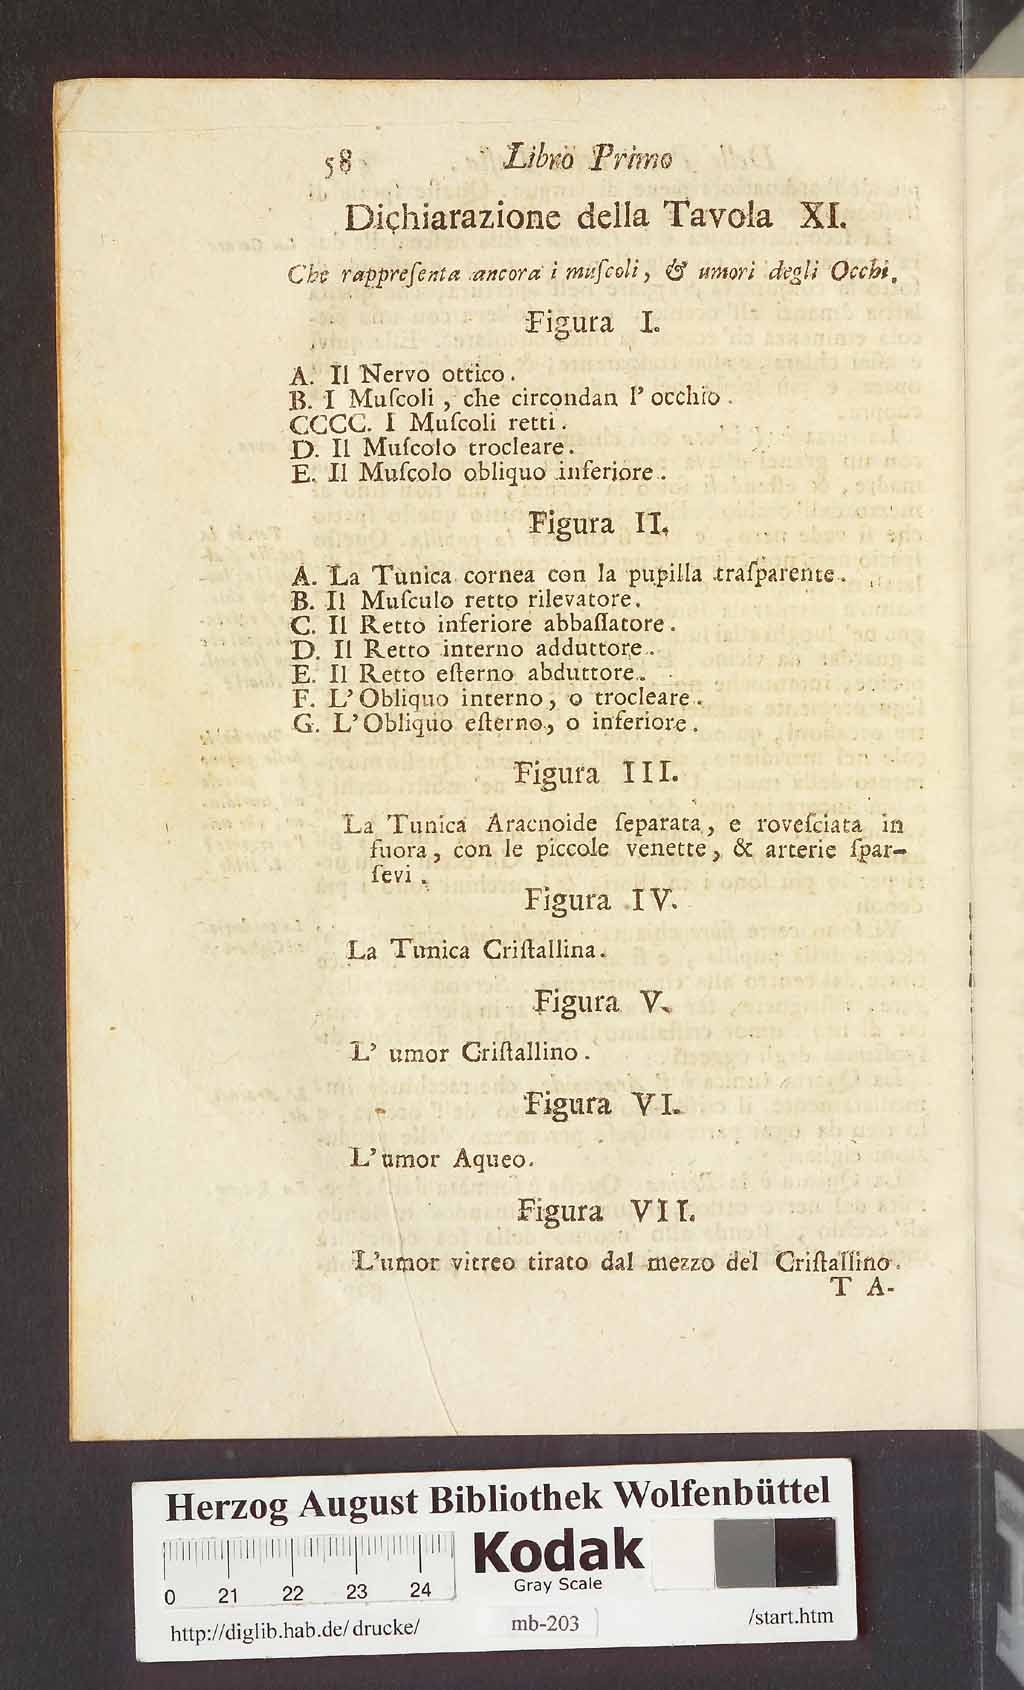 58 Libro Primo
Dichiarazione della Tavola XI.
Che rappreſenta ancora i muſcoli, & umori degli Occhi.
Figura I.
A. Il Nervo ottico.
B. I Muſcoli, che circondan l'occhio.
CCCC. I Muſcoli retti.
D. Il Muſcolo trocleare.
E. Il Muſcolo obliquo inferiore.
Figura II.
A. La Tunica cornea con la pupilla traſparente.
B. Il Muſculo retto rilevatore.
C. Il Retto inferiore abbaſſatore.
D. Il Retto interno adduttore.
E. Il Retto eſterno abduttore.
F. L'Obliquo interno, o trocleare.
G. L'Obliquo eſterno, o inferiore.
Figura III.
La Tunica Aracnoide ſeparata, e roveſciata in
fuora, con le piccole venette, & arterie ſpar-
ſevi.
Figura IV.
La Tunica Criſtallina.
Figura V.
L' umor Criſtallino.
Figura VI.
L'umor Aqueo.
Figura VII.
L'umor vitreo tirato dal mezzo del Criſtallino.
T A-
Herzog August Bibliothek Wolfenbüttel
Kodak
Gray Scale
0 21 22 23 24
http://diglib.hab.de/drucke/ mb-203 /start.htm